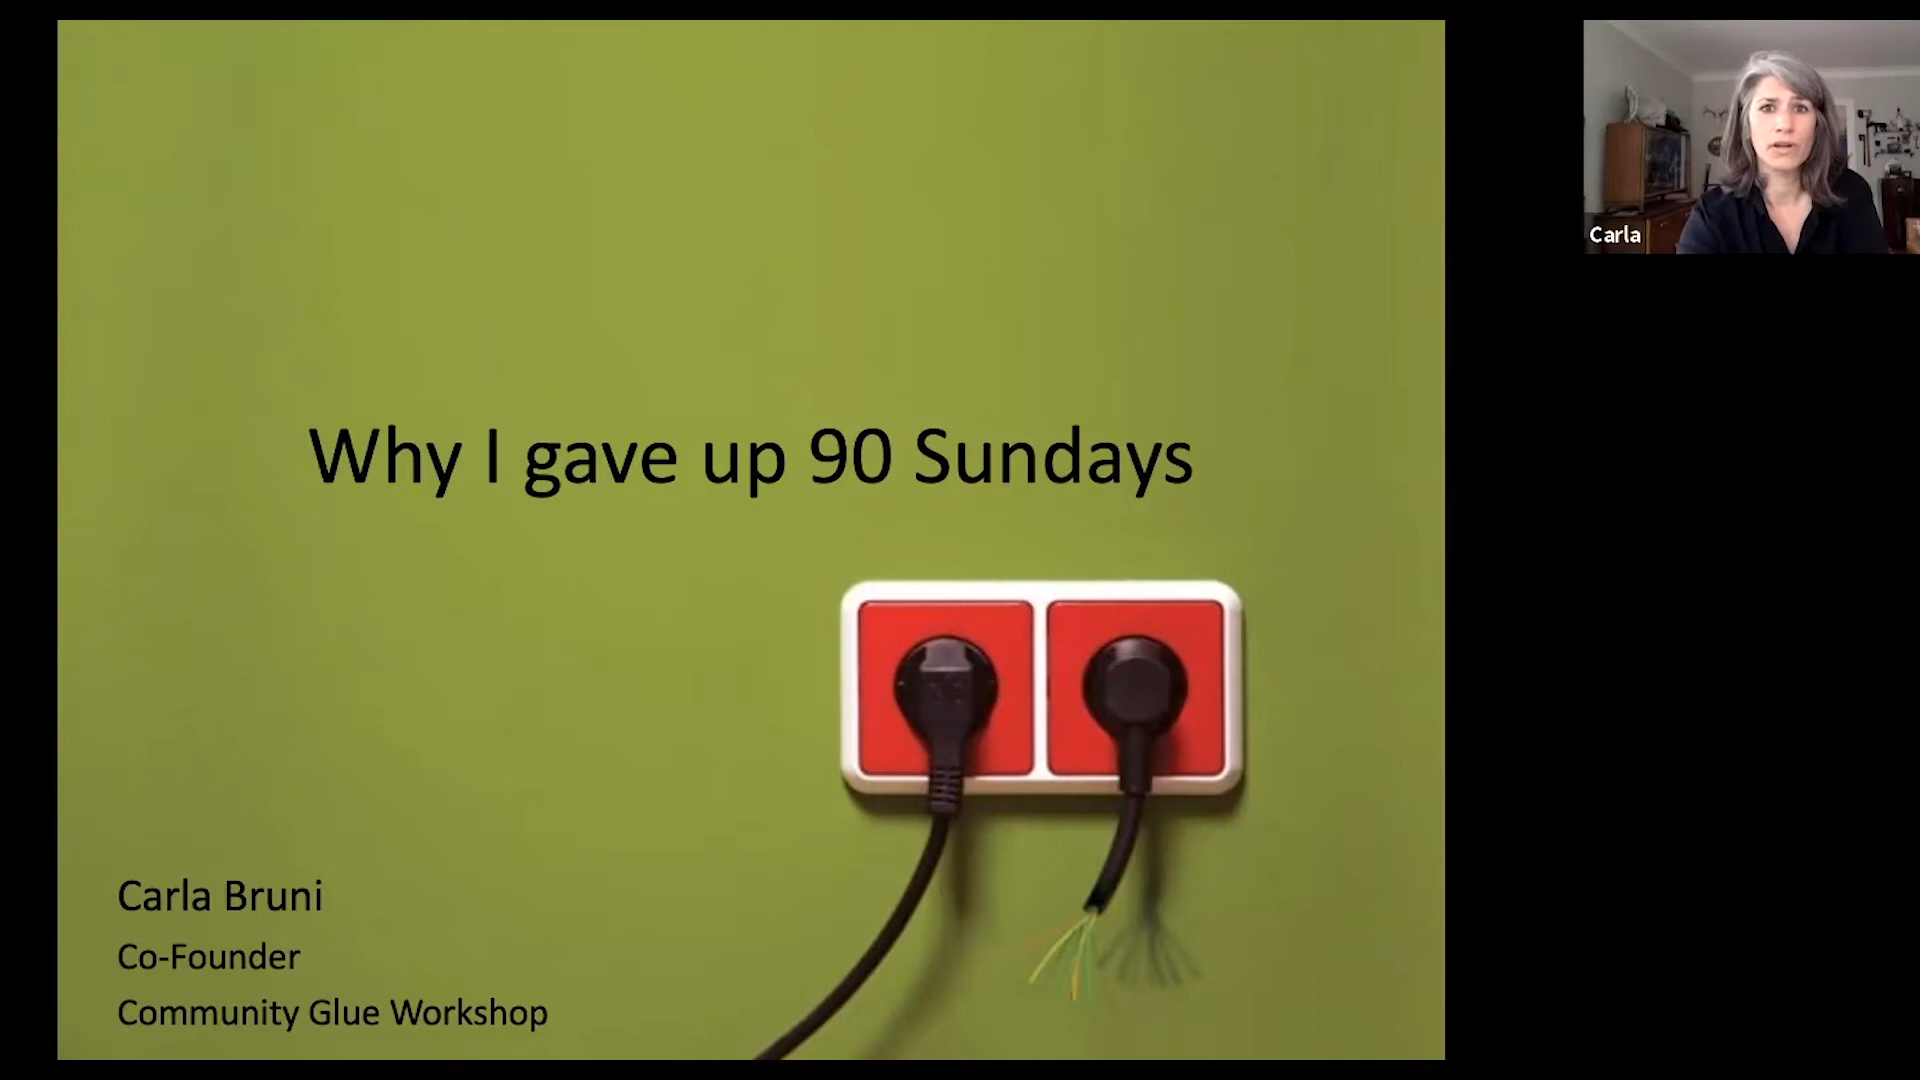 Why I gave up 90 Sundays
Carla Bruni
Co-Founder
Community Glue Workshop
Carla